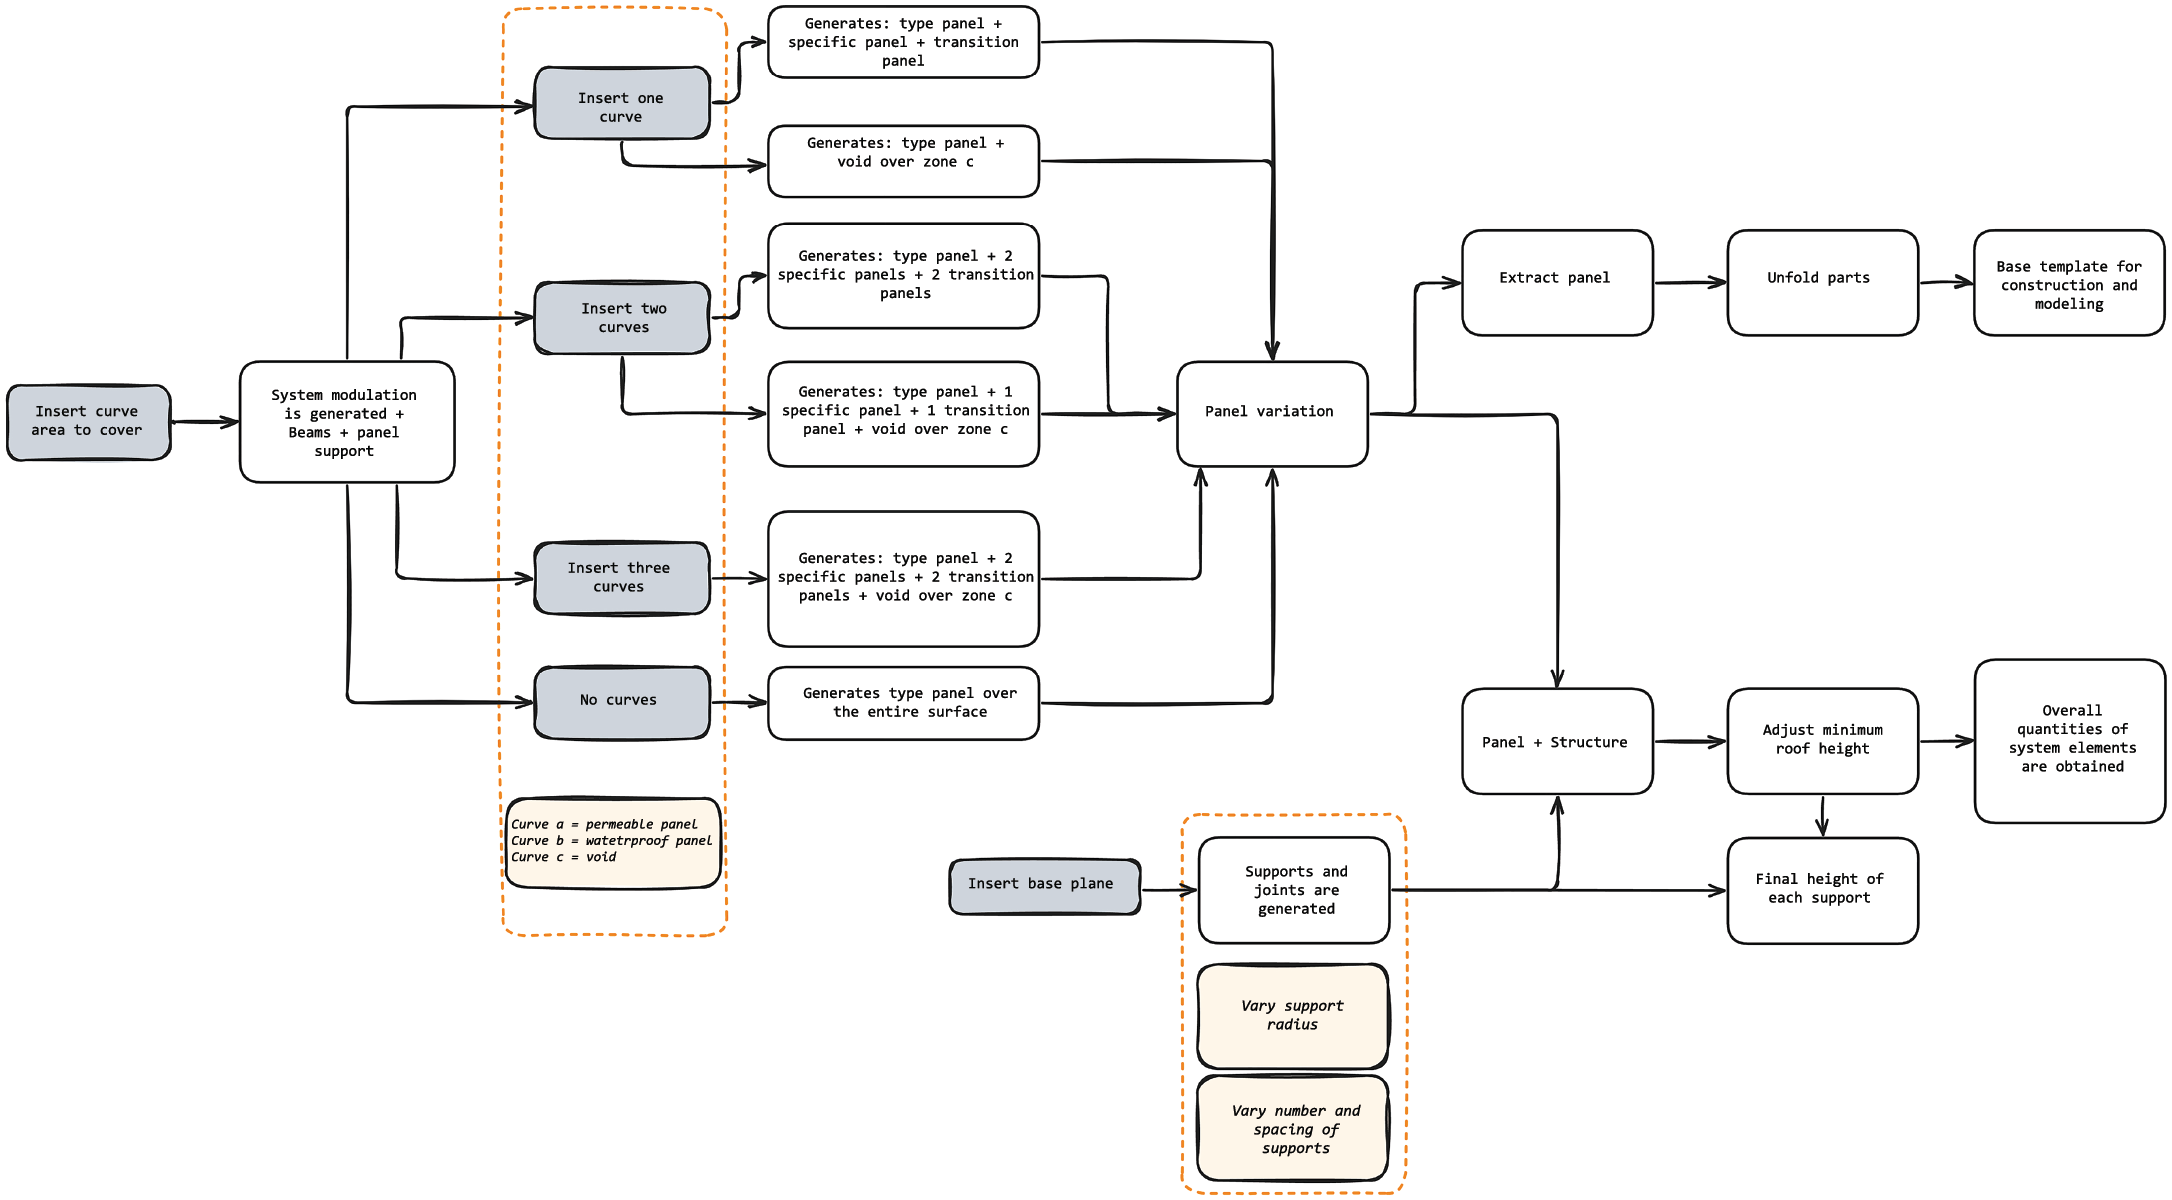 Insert curve
area to cover
System modulation
is generated +
Beams + panel
support
Insert one
curve
Insert two
curves
Insert three
curves
No curves
Curve a = permeable panel
Curve b = watetrproof panel
Curve c = void
Generates: type panel +
specific panel + transition
panel
Generates: type panel +
void over zone c
Generates: type panel + 2
specific panels + 2 transition
panels
Generates: type panel + 1
specific panel + 1 transition
panel + void over zone c
Generates: type panel + 2
specific panels + 2 transition
panels + void over zone c
Generates type panel over
the entire surface
Panel variation
Extract panel
Unfold parts
Base template for
construction and
modeling
Panel + Structure
Adjust minimum
roof height
Overall
quantities of
system elements
are obtained
Insert base plane
Supports and
joints are
generated
Final height of
each support
Vary support
radius
Vary number and
spacing of
supports